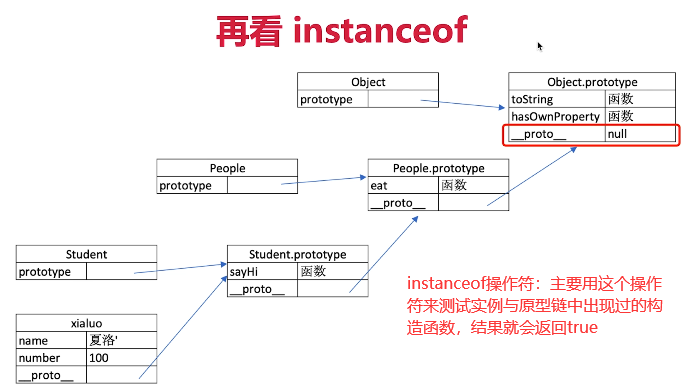 再看 instanceof
Object
prototype
Object.prototype
toString 函数
hasOwnProperty 函数
__proto__ null
People
prototype
People.prototype
eat 函数
__proto__
Student
prototype
Student.prototype
sayHi 函数
__proto__
instanceof操作符：主要用这个操作
符来测试实例与原型链中出现过的构
造函数，结果就会返回true
xialuo
name 夏洛'
number 100
__proto__